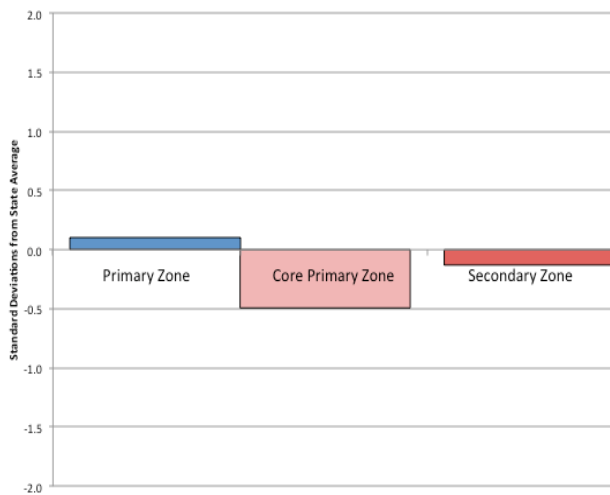 2.0
1.5
1.0
0.5
0.0
-0.5
-1.0
-1.5
-2.0
Standard Deviations from State Average
Primary Zone
Core Primary Zone
Secondary Zone